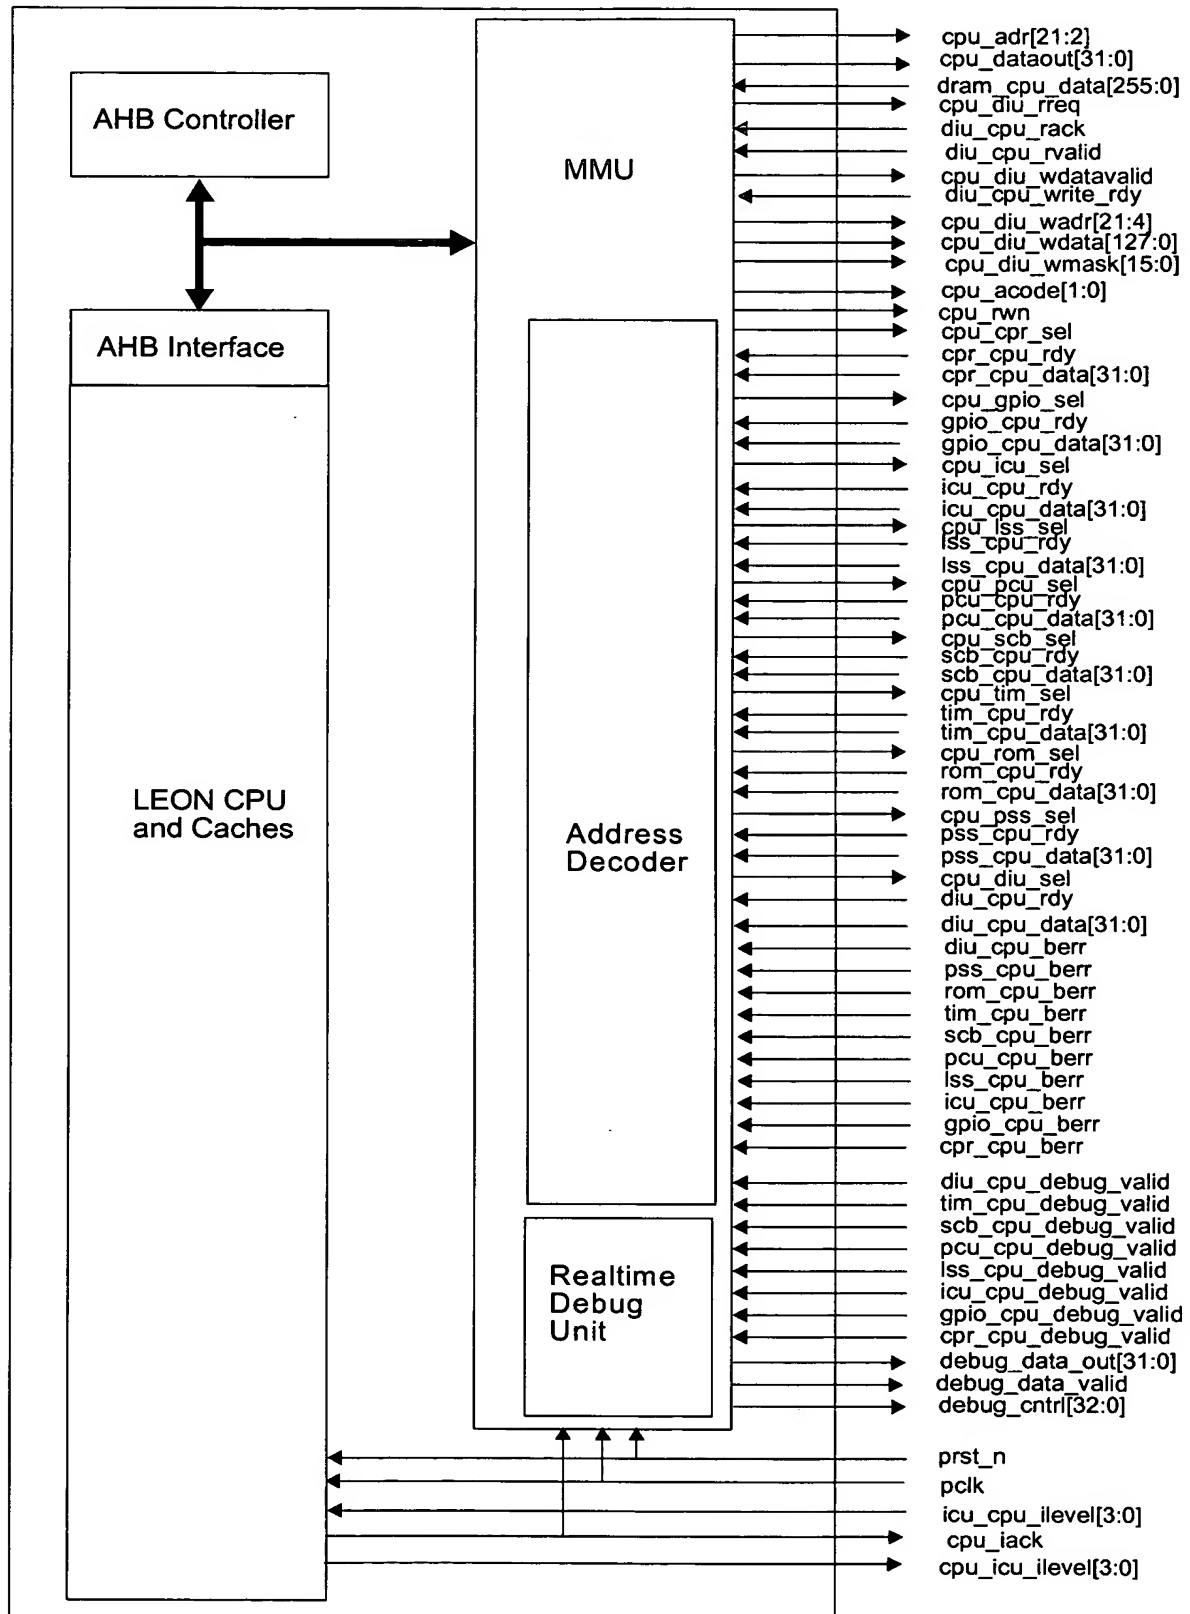 AHB Controller
AHB Interface
LEON CPU
and Caches
MMU
Address
Decoder
Realtime
Debug
Unit
cpu_adr[21:2]
cpu_dataout[31:0]
dram_cpu_data[255:0]
cpu_diu_rreq
diu_cpu_rack
diu_cpu_rvalid
cpu_diu_wdatavalid
diu_cpu_write_rdy
cpu_diu_wadr[21:4]
cpu_diu_wdata[127:0]
cpu_diu_wmask[15:0]
cpu_acode[1:0]
cpu_rwn
cpu_cpr_sel
cpr_cpu_rdy
cpr_cpu_data[31:0]
cpu_gpio_sel
gpio_cpu_rdy
gpio_cpu_data[31:0]
cpu_icu_sel
icu_cpu_rdy
icu_cpu_data[31:0]
cpu_lss_sel
lss_cpu_rdy
lss_cpu_data[31:0]
cpu_pcu_sel
pcu_cpu_rdy
pcu_cpu_data[31:0]
cpu_scb_sel
scb_cpu_rdy
scb_cpu_data[31:0]
cpu_tim_sel
tim_cpu_rdy
tim_cpu_data[31:0]
cpu_rom_sel
rom_cpu_rdy
rom_cpu_data[31:0]
cpu_pss_sel
pss_cpu_rdy
pss_cpu_data[31:0]
cpu_diu_sel
diu_cpu_rdy
diu_cpu_data[31:0]
diu_cpu_berr
pss_cpu_berr
rom_cpu_berr
tim_cpu_berr
scb_cpu_berr
pcu_cpu_berr
lss_cpu_berr
icu_cpu_berr
gpio_cpu_berr
cpr_cpu_berr
diu_cpu_debug_valid
tim_cpu_debug_valid
scb_cpu_debug_valid
pcu_cpu_debug_valid
lss_cpu_debug_valid
icu_cpu_debug_valid
gpio_cpu_debug_valid
cpr_cpu_debug_valid
debug_data_out[31:0]
debug_data_valid
debug_cntrl[32:0]
prst_n
pclk
icu_cpu_ilevel[3:0]
cpu_iack
cpu_icu_ilevel[3:0]